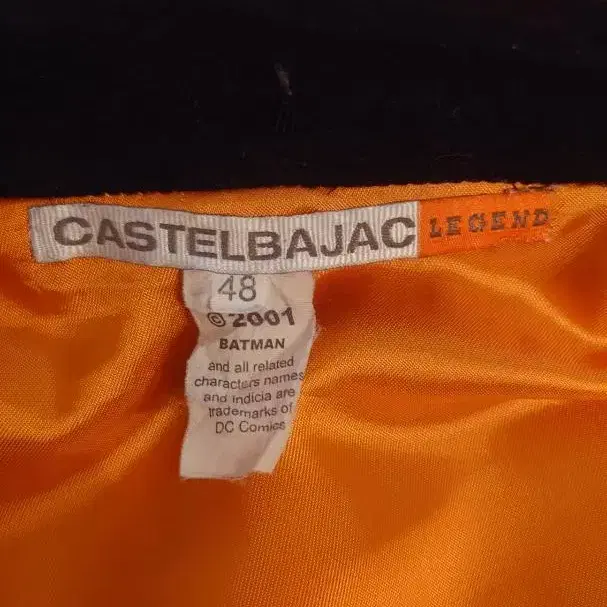 CASTELBAJAC LEGEND
48
© 2001
BATMAN
and all related
characters names
and indicia are
trademarks of
DC Comics